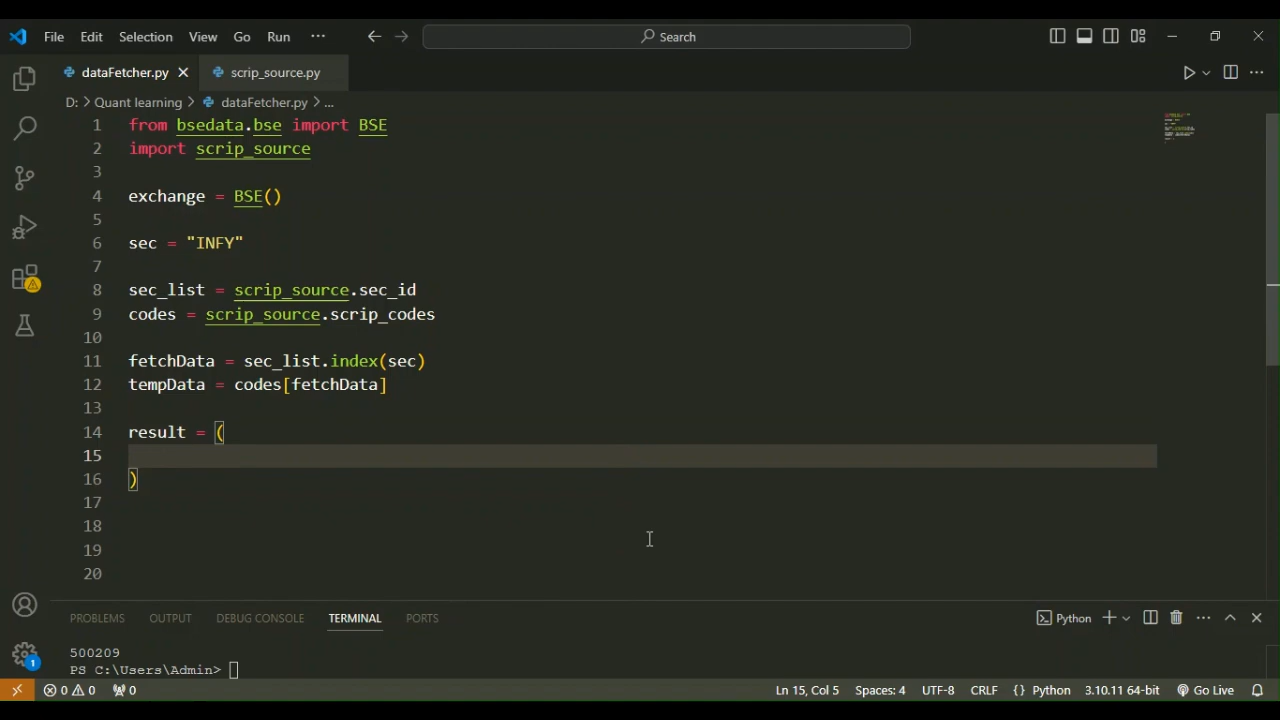 File Edit Selection View Go Run ··· Search
dataFetcher.py scrip_source.py
D: > Quant learning > dataFetcher.py > ...
1 from bsedata.bse import BSE
2 import scrip_source
3
4 exchange = BSE()
5
6 sec = "INFY"
7
8 sec_list = scrip_source.sec_id
9 codes = scrip_source.scrip_codes
10
11 fetchData = sec_list.index(sec)
12 tempData = codes[fetchData]
13
14 result = (
15
16 )
17
18
19
20
PROBLEMS OUTPUT DEBUG CONSOLE TERMINAL PORTS Python
500209
PS C:\Users\Admin>
1
0 0 0 Ln 15, Col 5 Spaces: 4 UTF-8 CRLF {} Python 3.10.11 64-bit Go Live